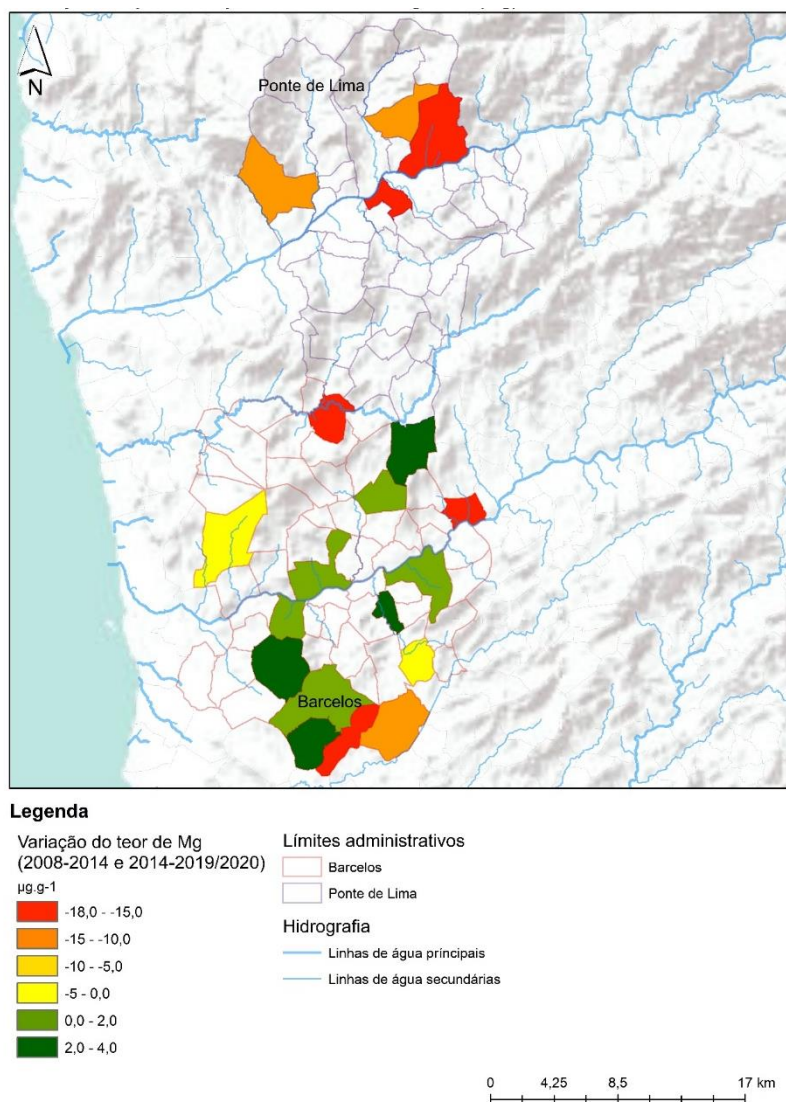 N
Ponte de Lima
Barcelos
Legenda
Variação do teor de Mg
(2008-2014 e 2014-2019/2020)
µg.g-1
-18,0 - -15,0
-15 - -10,0
-10 - -5,0
-5 - 0,0
0,0 - 2,0
2,0 - 4,0
Límites administrativos
Barcelos
Ponte de Lima
Hidrografia
Linhas de água príncipais
Linhas de água secundárias
0 4,25 8,5 17 km